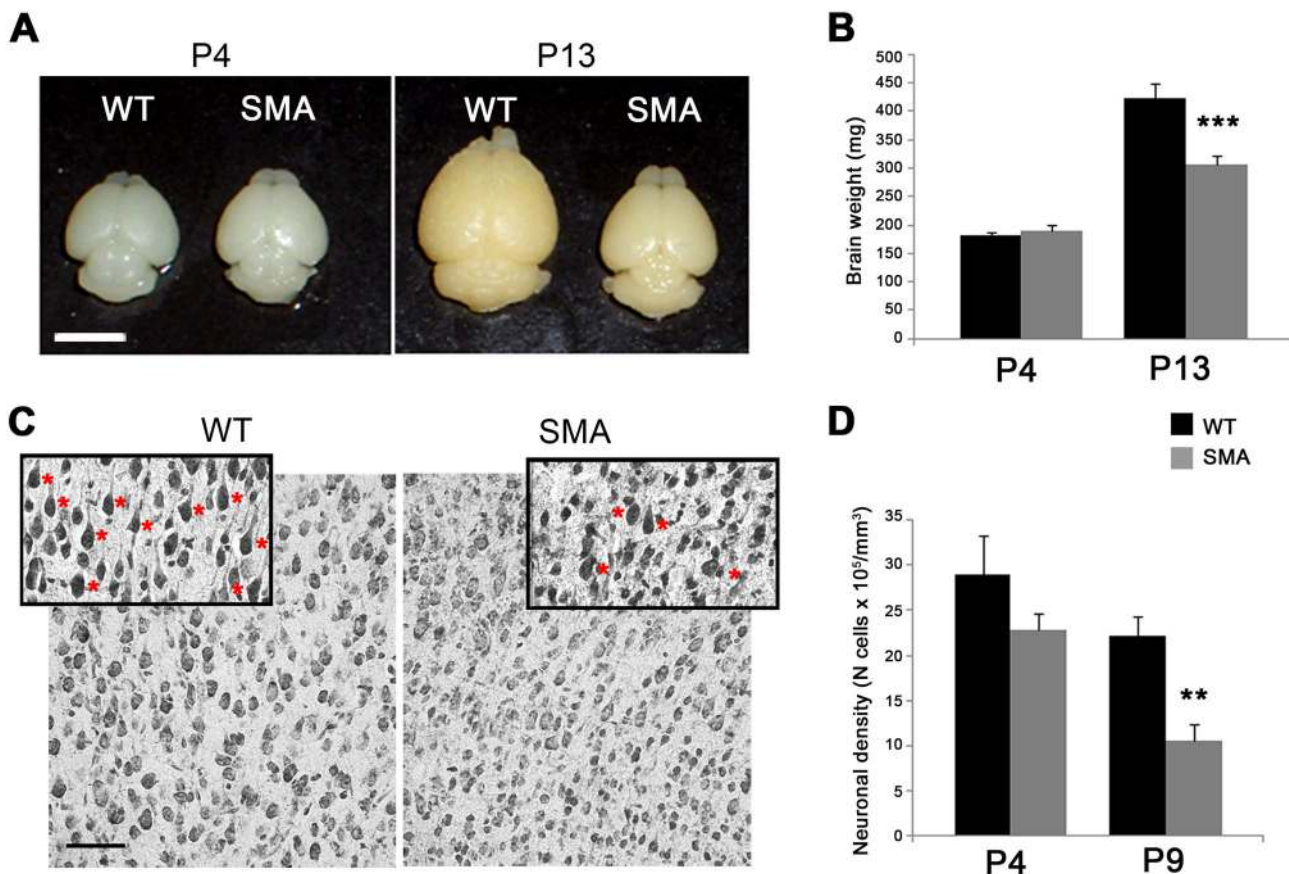 A
P4
P13
WT
SMA
WT
SMA
B
Brain weight (mg)
500
450
400
350
300
250
200
150
100
50
0
***
P4
P13
C
WT
SMA
* * * * * * * * * *
* * * *
D
WT
SMA
Neuronal density (N cells x 10⁵/mm³)
35
30
25
20
15
10
5
0
**
P4
P9